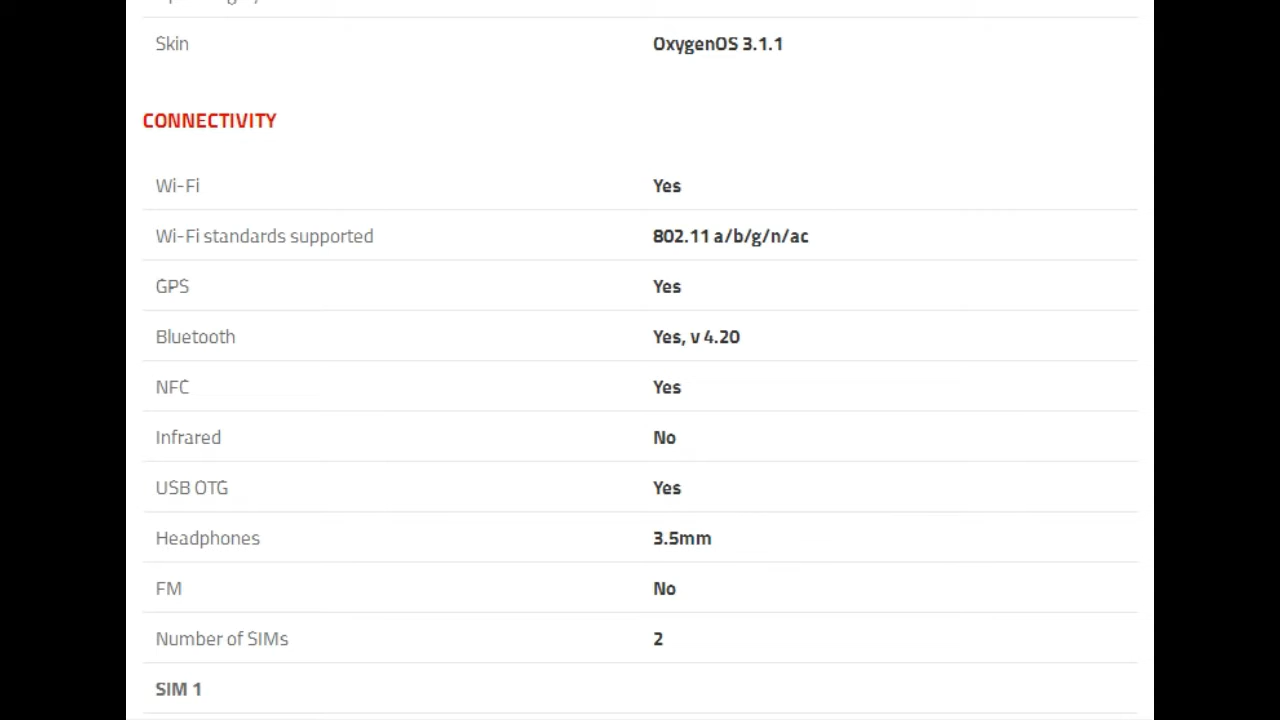 Skin OxygenOS 3.1.1
CONNECTIVITY
Wi-Fi Yes
Wi-Fi standards supported 802.11 a/b/g/n/ac
GPS Yes
Bluetooth Yes, v 4.20
NFC Yes
Infrared No
USB OTG Yes
Headphones 3.5mm
FM No
Number of SIMs 2
SIM 1